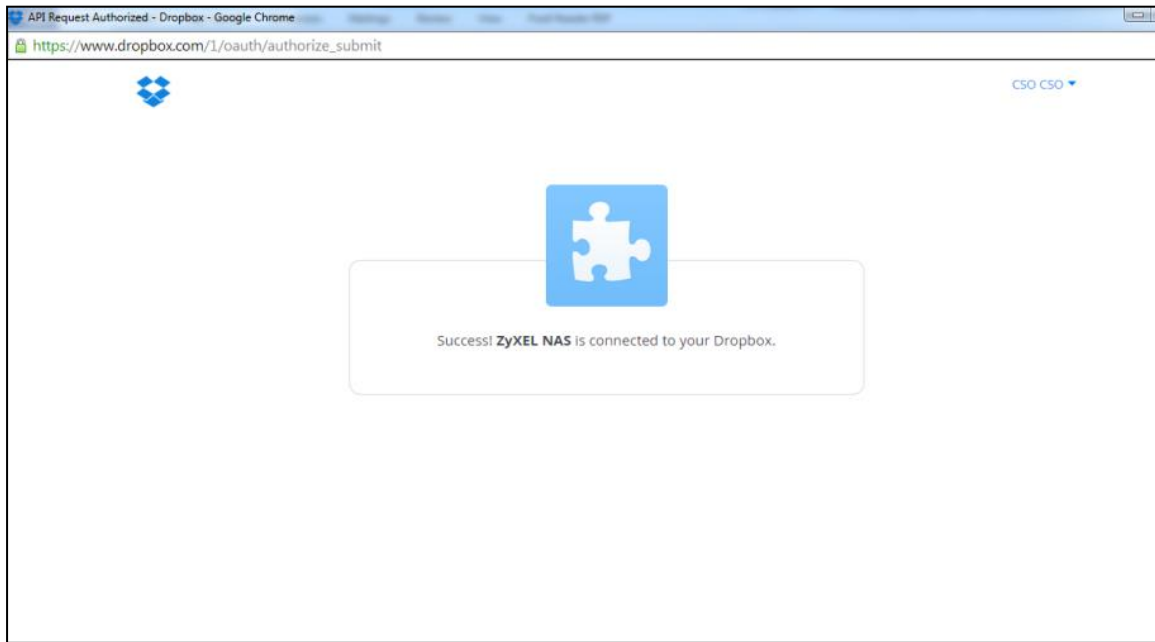 API Request Authorized - Dropbox - Google Chrome
https://www.dropbox.com/1/oauth/authorize_submit
CSO CSO
Success! ZyXEL NAS is connected to your Dropbox.